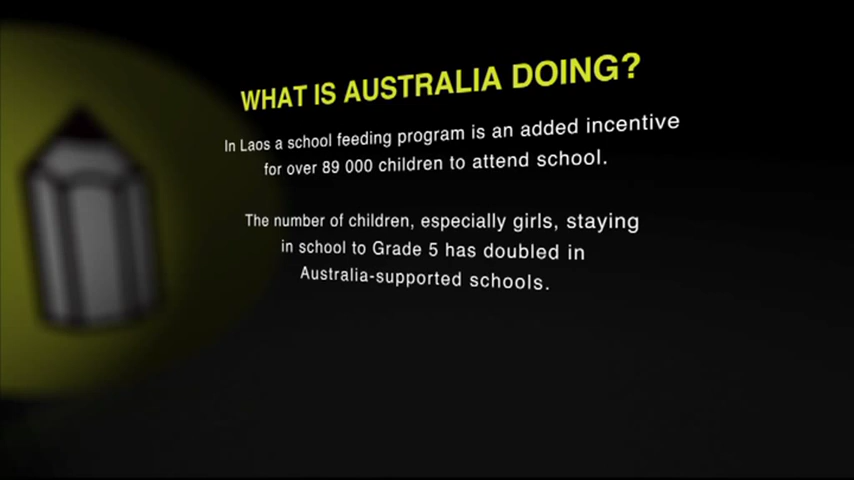 WHAT IS AUSTRALIA DOING?
In Laos a school feeding program is an added incentive
for over 89 000 children to attend school.
The number of children, especially girls, staying
in school to Grade 5 has doubled in
Australia-supported schools.